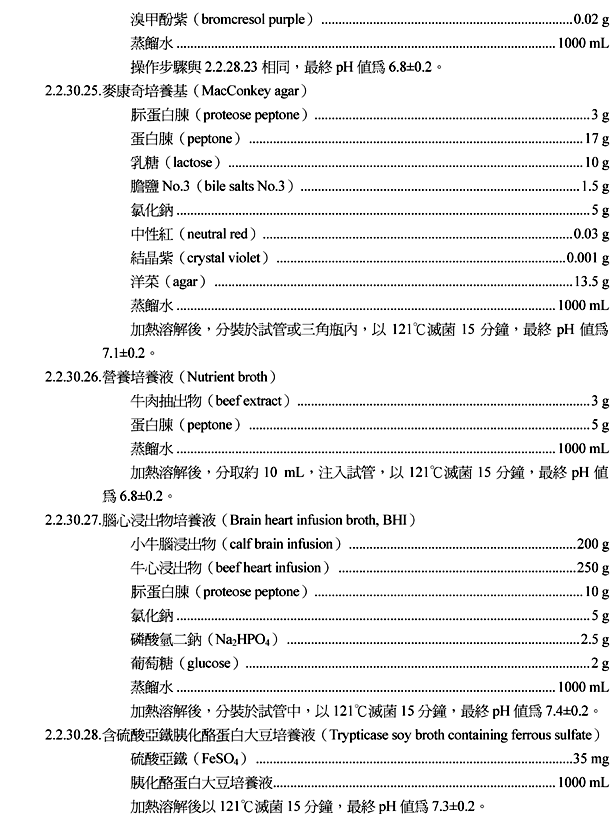 溴甲酚紫（bromcresol purple）......0.02 g
蒸餾水......1000 mL
操作步驟與 2.2.28.23 相同，最終 pH 值爲 6.8±0.2。
2.2.30.25.麥康奇培養基（MacConkey agar）
䏡蛋白腖（proteose peptone）......3 g
蛋白腖（peptone）......17 g
乳糖（lactose）......10 g
膽鹽 No.3（bile salts No.3）......1.5 g
氯化鈉......5 g
中性紅（neutral red）......0.03 g
結晶紫（crystal violet）......0.001 g
洋菜（agar）......13.5 g
蒸餾水......1000 mL
加熱溶解後，分裝於試管或三角瓶內，以 121℃滅菌 15 分鐘，最終 pH 值爲
7.1±0.2。
2.2.30.26.營養培養液（Nutrient broth）
牛肉抽出物（beef extract）......3 g
蛋白腖（peptone）......5 g
蒸餾水......1000 mL
加熱溶解後，分取約 10 mL，注入試管，以 121℃滅菌 15 分鐘，最終 pH 值
爲 6.8±0.2。
2.2.30.27.腦心浸出物培養液（Brain heart infusion broth, BHI）
小牛腦浸出物（calf brain infusion）......200 g
牛心浸出物（beef heart infusion）......250 g
䏡蛋白腖（proteose peptone）......10 g
氯化鈉......5 g
磷酸氫二鈉（Na₂HPO₄）......2.5 g
葡萄糖（glucose）......2 g
蒸餾水......1000 mL
加熱溶解後，分裝於試管中，以 121℃滅菌 15 分鐘，最終 pH 值爲 7.4±0.2。
2.2.30.28.含硫酸亞鐵胰化酪蛋白大豆培養液（Trypticase soy broth containing ferrous sulfate）
硫酸亞鐵（FeSO₄）......35 mg
胰化酪蛋白大豆培養液......1000 mL
加熱溶解後以 121℃滅菌 15 分鐘，最終 pH 值爲 7.3±0.2。